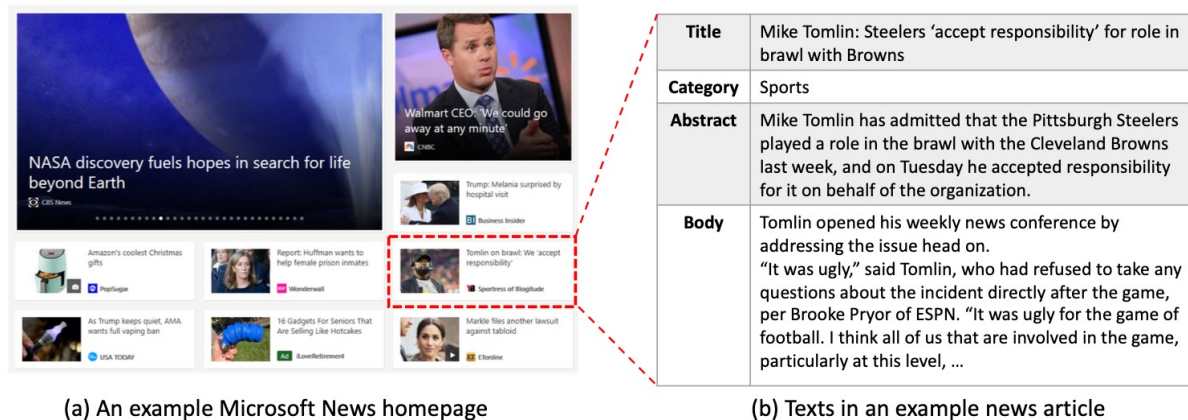 NASA discovery fuels hopes in search for life
beyond Earth
CBS News
Walmart CEO: 'We could go
away at any minute'
CNBC
Trump: Melania surprised by
hospital visit
BI Business Insider
Amazon's coolest Christmas
gifts
PopSugar
Report: Huffman wants to
help female prison inmates
Wonderwall
Tomlin on brawl: We 'accept
responsibility'
Sportress of Blogitude
As Trump keeps quiet, AMA
wants full vaping ban
USA TODAY
16 Gadgets For Seniors That
Are Selling Like Hotcakes
Ad iLoveRetirement
Markle files another lawsuit
against tabloid
ETonline
(a) An example Microsoft News homepage
Title Mike Tomlin: Steelers ‘accept responsibility’ for role in
brawl with Browns
Category Sports
Abstract Mike Tomlin has admitted that the Pittsburgh Steelers
played a role in the brawl with the Cleveland Browns
last week, and on Tuesday he accepted responsibility
for it on behalf of the organization.
Body Tomlin opened his weekly news conference by
addressing the issue head on.
“It was ugly,” said Tomlin, who had refused to take any
questions about the incident directly after the game,
per Brooke Pryor of ESPN. “It was ugly for the game of
football. I think all of us that are involved in the game,
particularly at this level, …
(b) Texts in an example news article